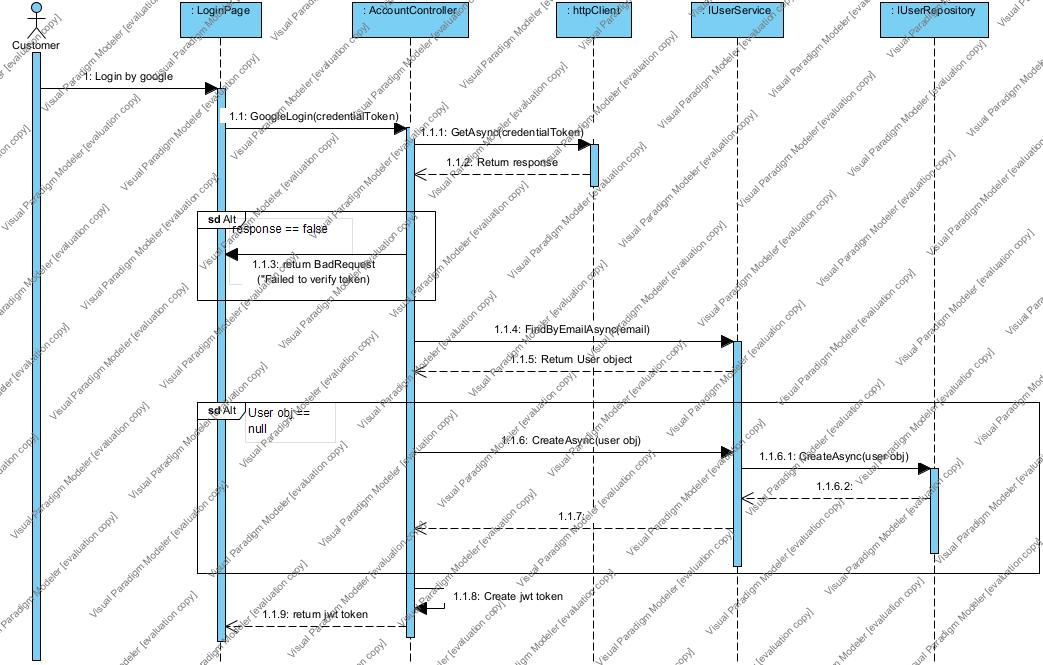 : LoginPage
: AccountController
: httpClient
: IUserService
: IUserRepository
Customer
1: Login by google
1.1: GoogleLogin(credentialToken)
1.1.1: GetAsync(credentialToken)
1.1.2: Return response
sd Alt
response == false
1.1.3: return BadRequest
("Failed to verify token)
1.1.4: FindByEmailAsync(email)
1.1.5: Return User object
sd Alt
User obj ==
null
1.1.6: CreateAsync(user obj)
1.1.6.1: CreateAsync(user obj)
1.1.6.2:
1.1.7:
1.1.8: Create jwt token
1.1.9: return jwt token
Visual Paradigm Modeler [evaluation copy]